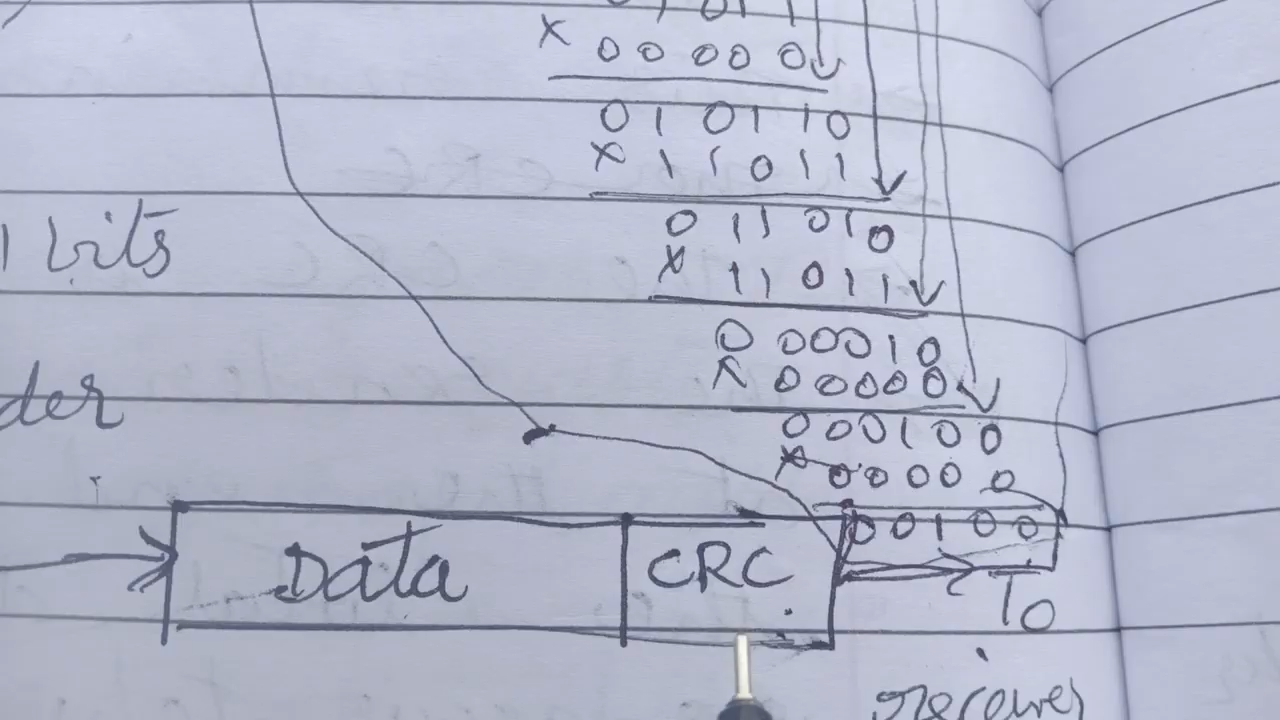 X 0 0 0 0 0
0 1 0 1 1 0
X 1 1 0 1 1
1 bits
0 1 1 0 1 0
X 1 1 0 1 1
0 0 0 0 1 0
X 0 0 0 0 0
der
0 0 0 1 0 0
X 0 0 0 0 0
0 0 1 0 0
Data CRC To
receiver